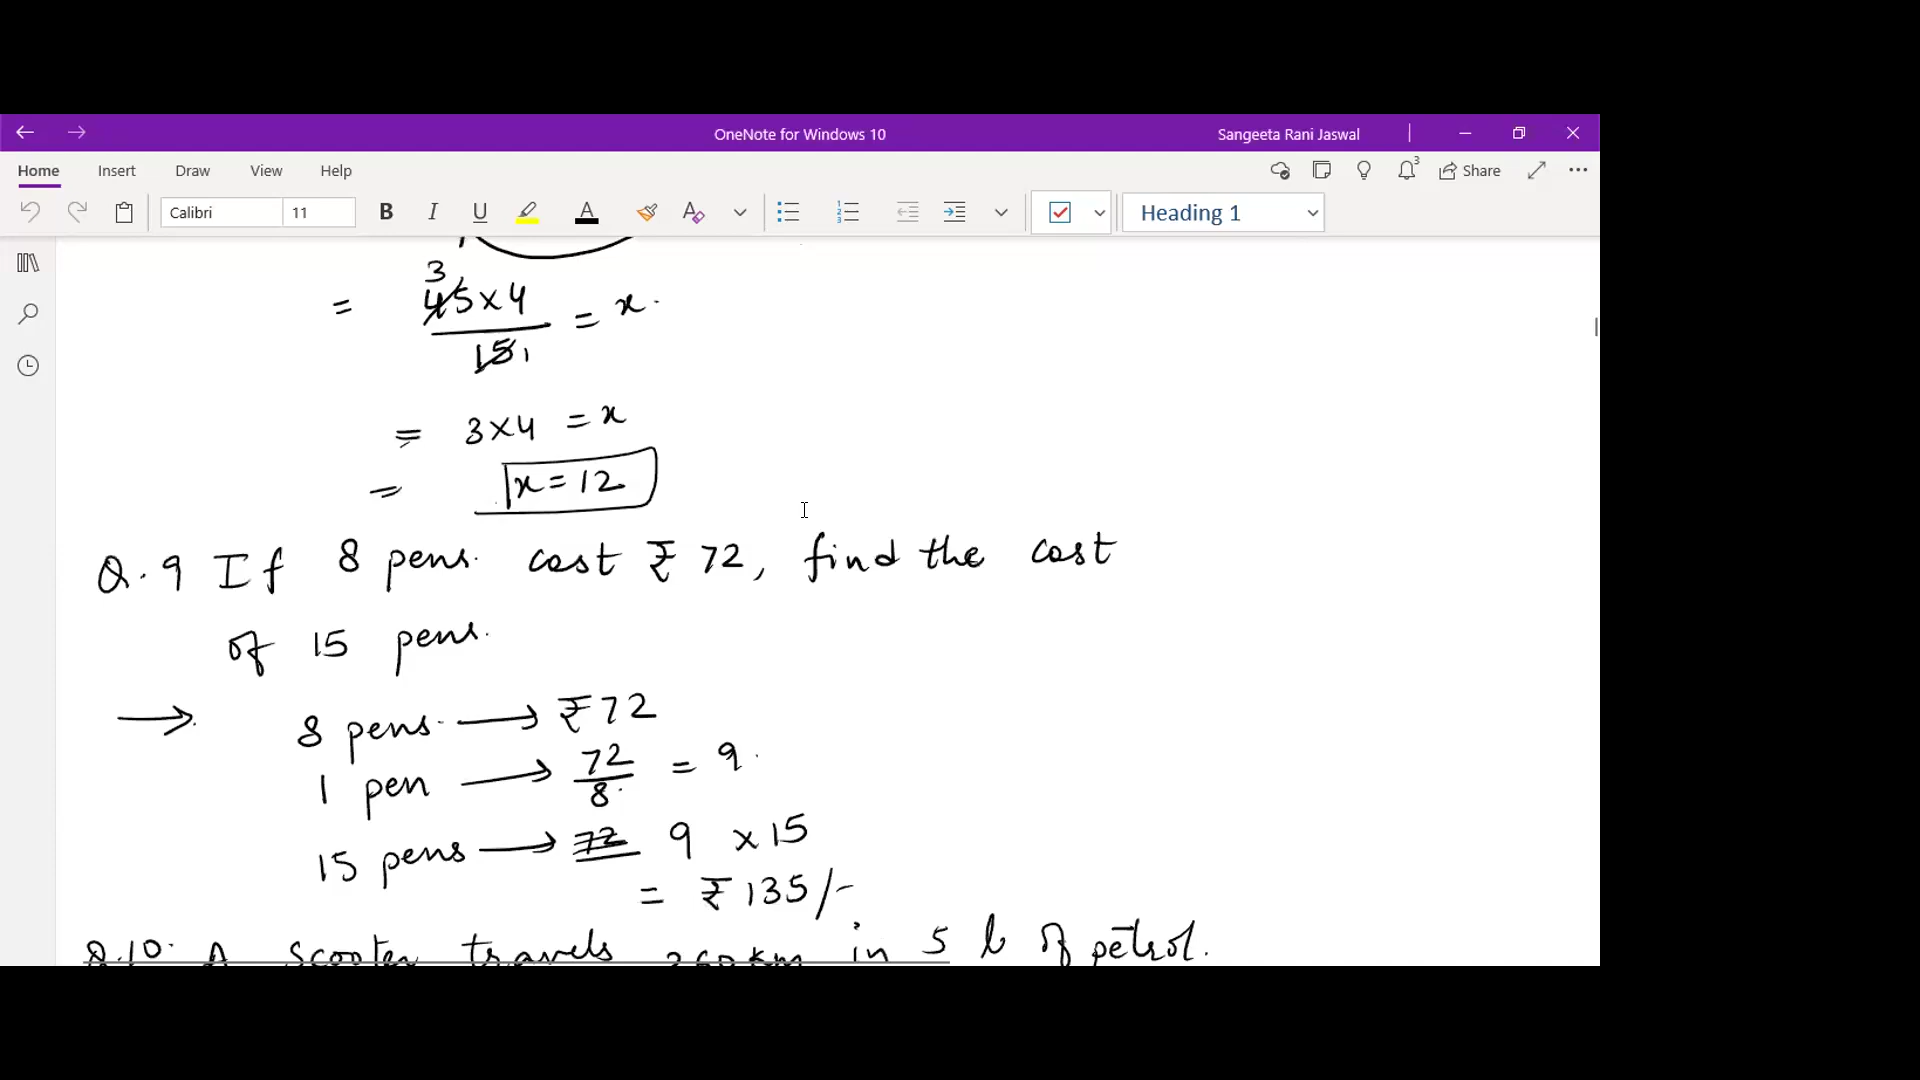 OneNote for Windows 10
Sangeeta Rani Jaswal
Home Insert Draw View Help
3
Share
Calibri 11 B I U A A Heading 1
3
= 45×4 = x.
15 1
= 3×4 = x
= x = 12
Q.9 If 8 pens. cost ₹ 72, find the cost
of 15 pens.
→ 8 pens. → ₹72
1 pen → 72/8 = 9.
15 pens → 72 9 ×15
= ₹135/-
Q.10. A scooter travels km in 5 l of petrol.